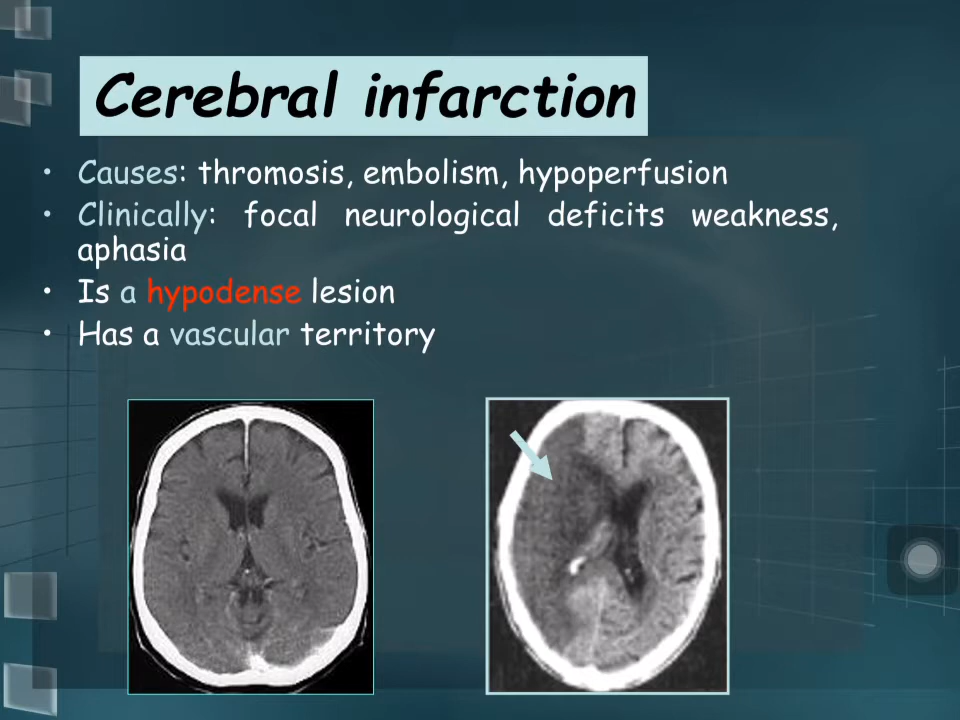 Cerebral infarction
• Causes: thromosis, embolism, hypoperfusion
• Clinically: focal neurological deficits weakness,
aphasia
• Is a hypodense lesion
• Has a vascular territory